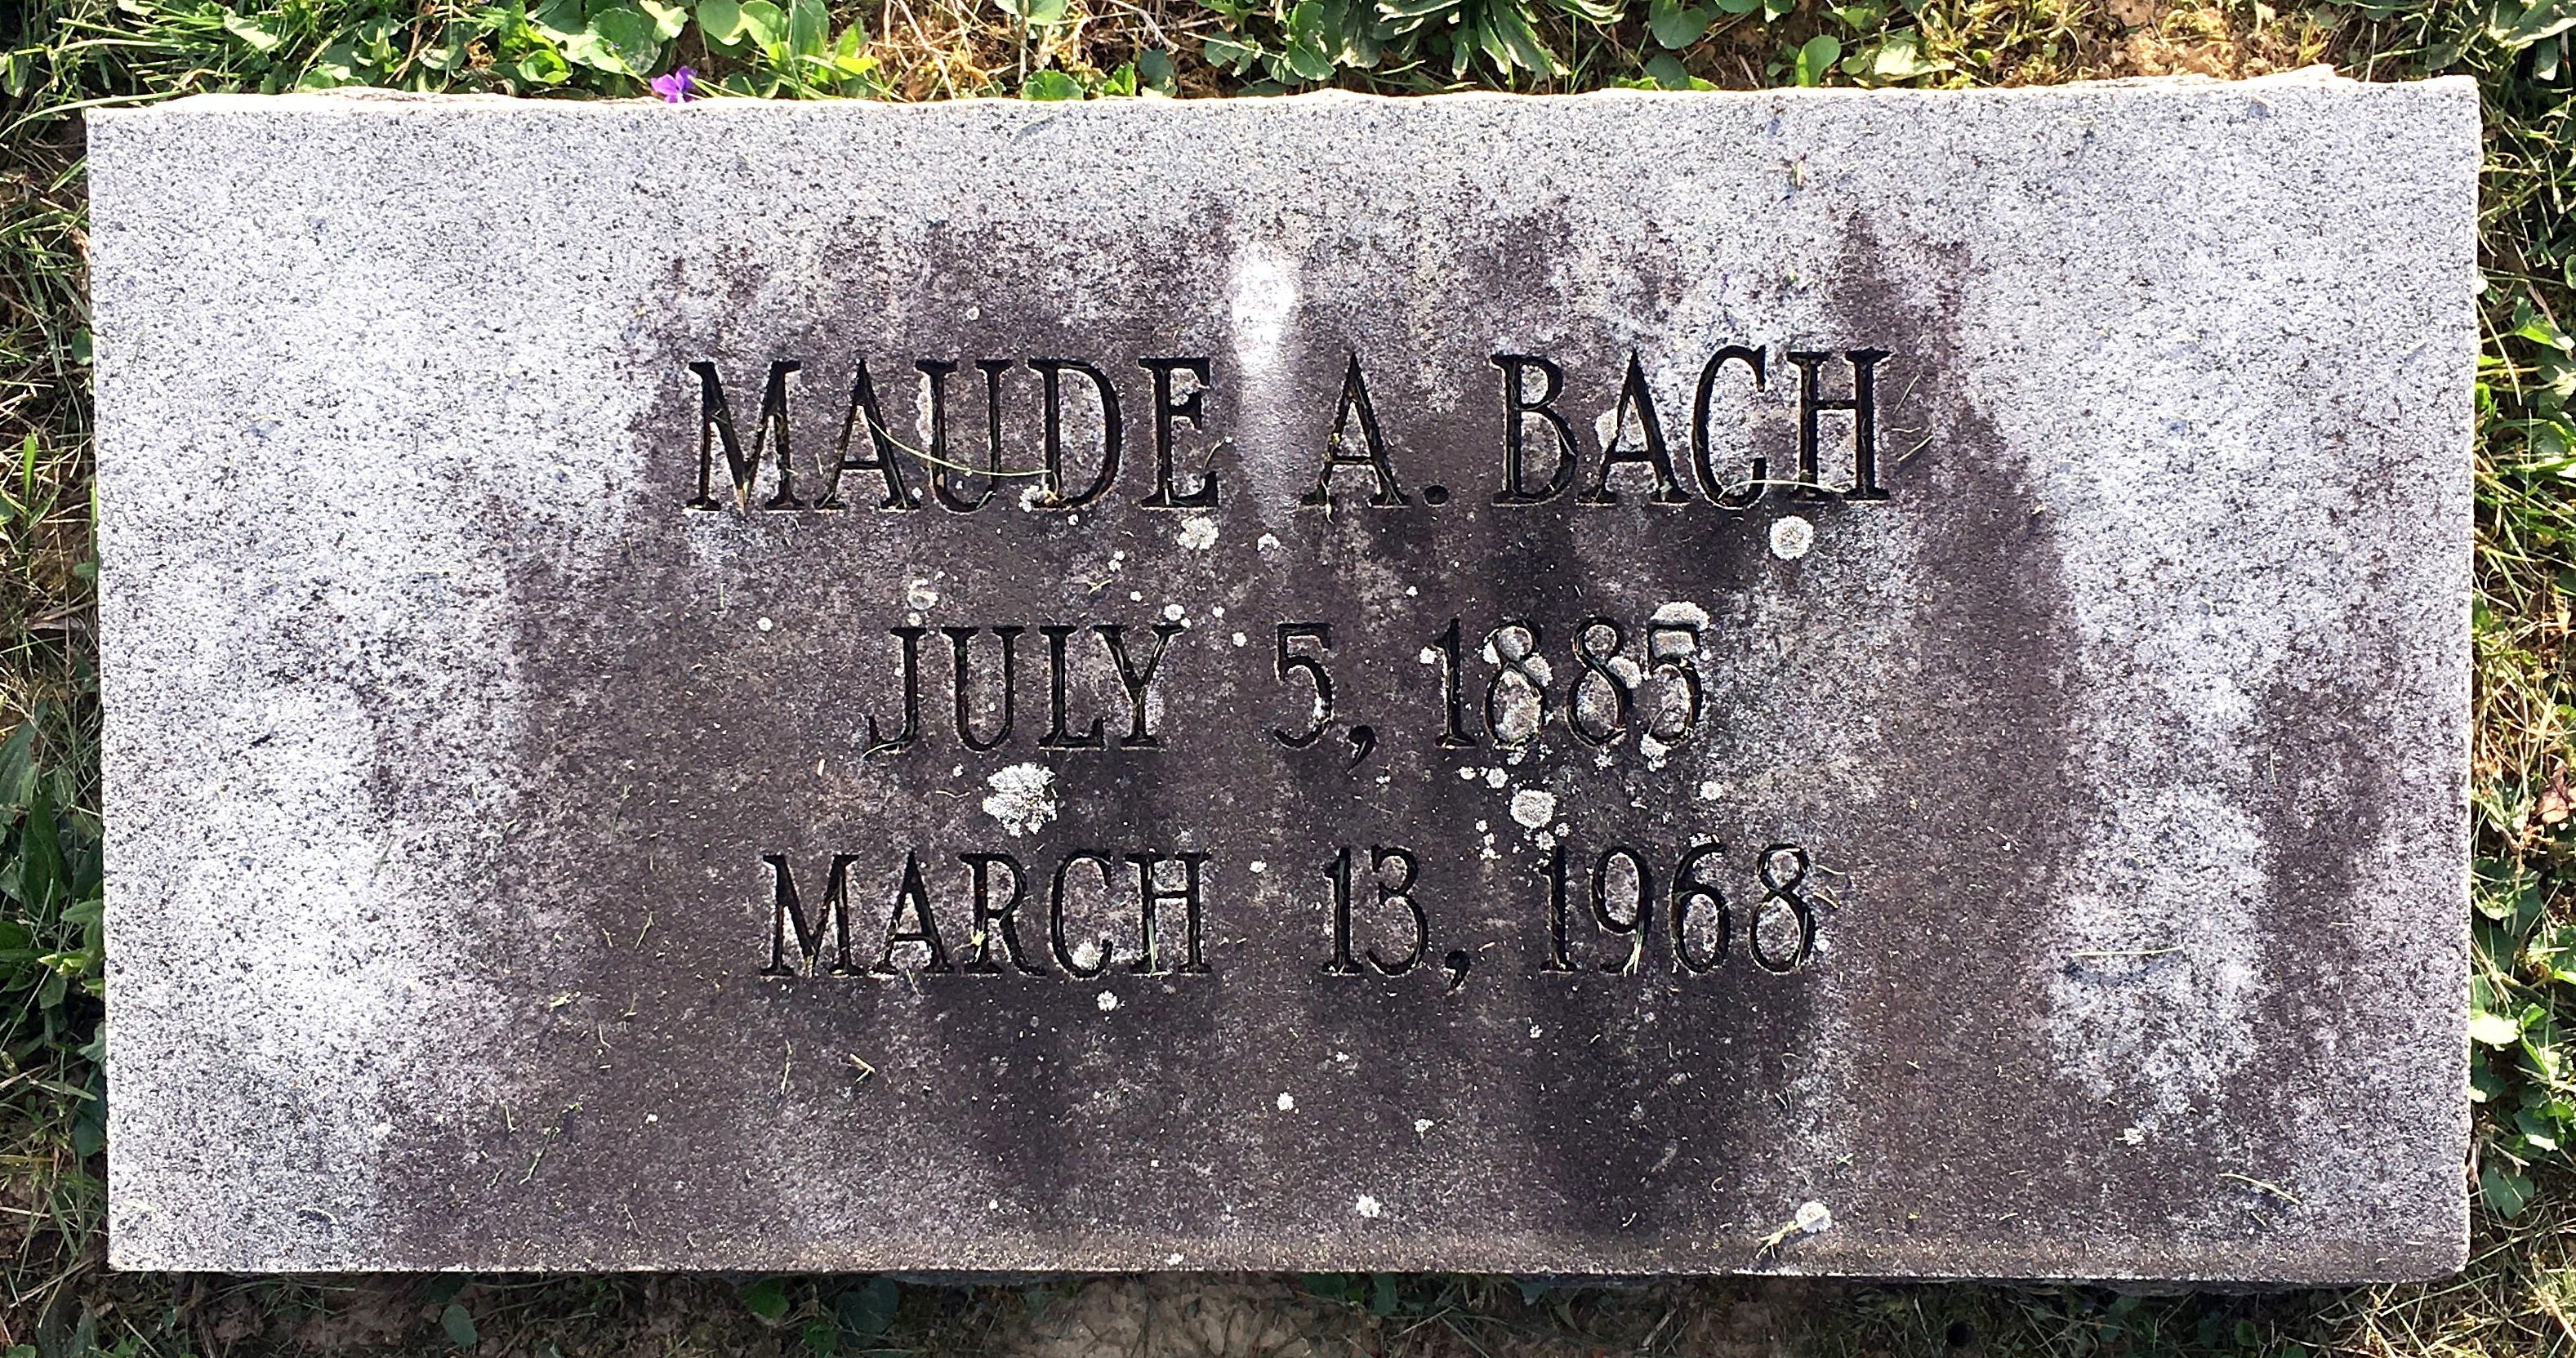 MAUDE A. BACH
JULY 5, 1885
MARCH 13, 1968